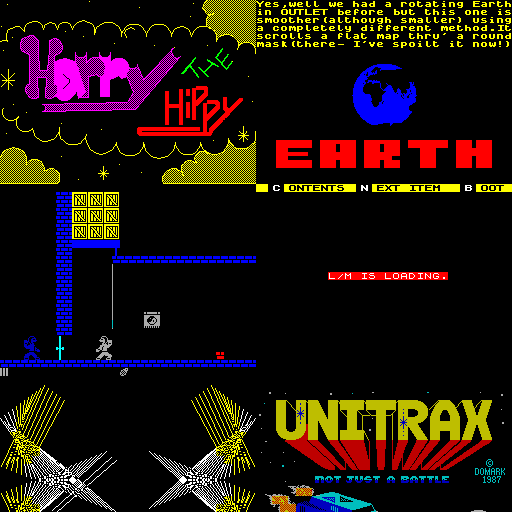 Harry
THE
HiPPy
Yes,well we had a rotating Earth
in OUTLET before but this one is
smoother(although smaller) using
a completely different method.It
scrolls a flat map thru' a round
mask(there- I've spoilt it now!)
EARTH
C ONTENTS N EXT ITEM B OOT
L/M IS LOADING.
UNITRAX
©
DOMARK
1987
NOT JUST A BATTLE